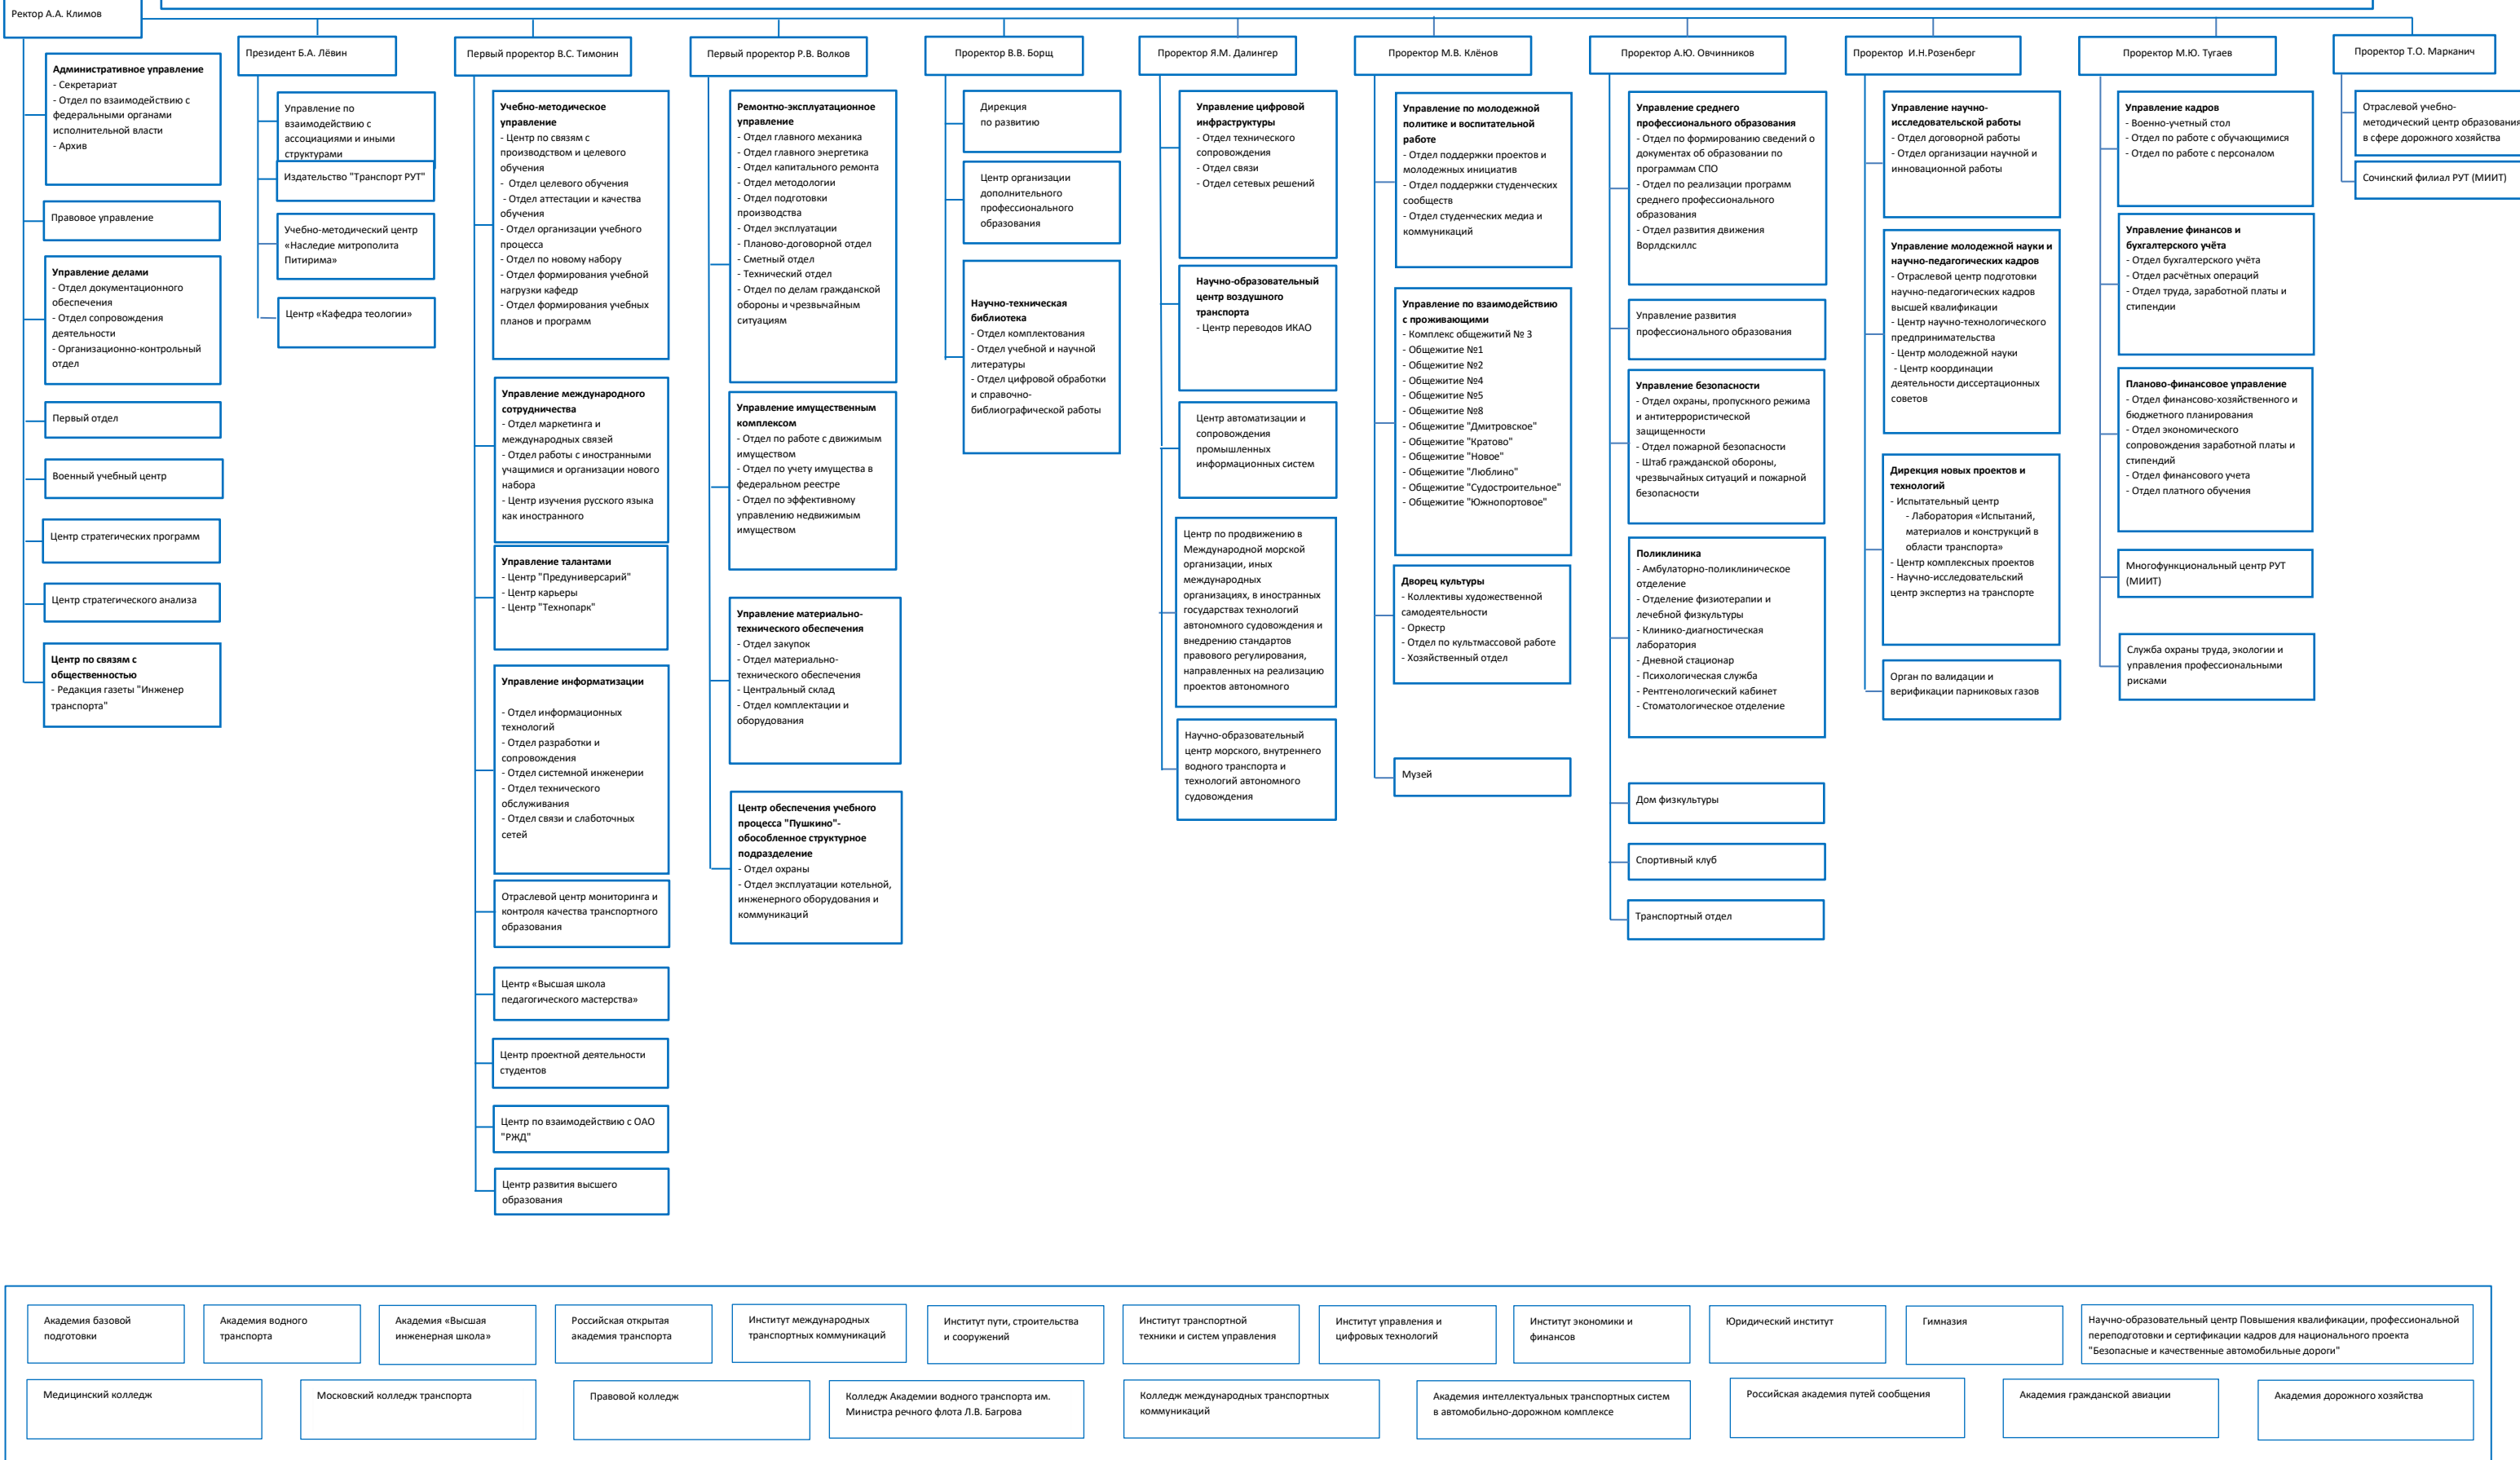 Ректор А.А. Климов
Административное управление
- Секретариат
- Отдел по взаимодействию с
федеральными органами
исполнительной власти
- Архив
Правовое управление
Управление делами
- Отдел документационного
обеспечения
- Отдел сопровождения
деятельности
- Организационно-контрольный
отдел
Первый отдел
Военный учебный центр
Центр стратегических программ
Центр стратегического анализа
Центр по связям с
общественностью
- Редакция газеты "Инженер
транспорта"
Президент Б.А. Лёвин
Управление по
взаимодействию с
ассоциациями и иными
структурами
Издательство "Транспорт РУТ"
Учебно-методический центр
«Наследие митрополита
Питирима»
Центр «Кафедра теологии»
Первый проректор В.С. Тимонин
Учебно-методическое
управление
- Центр по связям с
производством и целевого
обучения
- Отдел целевого обучения
- Отдел аттестации и качества
обучения
- Отдел организации учебного
процесса
- Отдел по новому набору
- Отдел формирования учебной
нагрузки кафедр
- Отдел формирования учебных
планов и программ
Управление международного
сотрудничества
- Отдел маркетинга и
международных связей
- Отдел работы с иностранными
учащимися и организации нового
набора
- Центр изучения русского языка
как иностранного
Управление талантами
- Центр "Предуниверсарий"
- Центр карьеры
- Центр "Технопарк"
Управление информатизации
- Отдел информационных
технологий
- Отдел разработки и
сопровождения
- Отдел системной инженерии
- Отдел технического
обслуживания
- Отдел связи и слаботочных
сетей
Отраслевой центр мониторинга и
контроля качества транспортного
образования
Центр «Высшая школа
педагогического мастерства»
Центр проектной деятельности
студентов
Центр по взаимодействию с ОАО
"РЖД"
Центр развития высшего
образования
Первый проректор Р.В. Волков
Ремонтно-эксплуатационное
управление
- Отдел главного механика
- Отдел главного энергетика
- Отдел капитального ремонта
- Отдел методологии
- Отдел подготовки
производства
- Отдел эксплуатации
- Планово-договорной отдел
- Сметный отдел
- Технический отдел
- Отдел по делам гражданской
обороны и чрезвычайным
ситуациям
Управление имущественным
комплексом
- Отдел по работе с движимым
имуществом
- Отдел по учету имущества в
федеральном реестре
- Отдел по эффективному
управлению недвижимым
имуществом
Управление материально-
технического обеспечения
- Отдел закупок
- Отдел материально-
технического обеспечения
- Центральный склад
- Отдел комплектации и
оборудования
Центр обеспечения учебного
процесса "Пушкино"-
обособленное структурное
подразделение
- Отдел охраны
- Отдел эксплуатации котельной,
инженерного оборудования и
коммуникаций
Проректор В.В. Борщ
Дирекция
по развитию
Центр организации
дополнительного
профессионального
образования
Научно-техническая
библиотека
- Отдел комплектования
- Отдел учебной и научной
литературы
- Отдел цифровой обработки
и справочно-
библиографической работы
Проректор Я.М. Далингер
Управление цифровой
инфраструктуры
- Отдел технического
сопровождения
- Отдел связи
- Отдел сетевых решений
Научно-образовательный
центр воздушного
транспорта
- Центр переводов ИКАО
Центр автоматизации и
сопровождения
промышленных
информационных систем
Центр по продвижению в
Международной морской
организации, иных
международных
организациях, в иностранных
государствах технологий
автономного судовождения и
внедрению стандартов
правового регулирования,
направленных на реализацию
проектов автономного
Научно-образовательный
центр морского, внутреннего
водного транспорта и
технологий автономного
судовождения
Проректор М.В. Клёнов
Управление по молодежной
политике и воспитательной
работе
- Отдел поддержки проектов и
молодежных инициатив
- Отдел поддержки студенческих
сообществ
- Отдел студенческих медиа и
коммуникаций
Управление по взаимодействию
с проживающими
- Комплекс общежитий № 3
- Общежитие №1
- Общежитие №2
- Общежитие №4
- Общежитие №5
- Общежитие №8
- Общежитие "Дмитровское"
- Общежитие "Кратово"
- Общежитие "Новое"
- Общежитие "Люблино"
- Общежитие "Судостроительное"
- Общежитие "Южнопортовое"
Дворец культуры
- Коллективы художественной
самодеятельности
- Оркестр
- Отдел по культмассовой работе
- Хозяйственный отдел
Музей
Проректор А.Ю. Овчинников
Управление среднего
профессионального образования
- Отдел по формированию сведений о
документах об образовании по
программам СПО
- Отдел по реализации программ
среднего профессионального
образования
- Отдел развития движения
Ворлдскиллс
Управление развития
профессионального образования
Управление безопасности
- Отдел охраны, пропускного режима
и антитеррористической
защищенности
- Отдел пожарной безопасности
- Штаб гражданской обороны,
чрезвычайных ситуаций и пожарной
безопасности
Поликлиника
- Амбулаторно-поликлиническое
отделение
- Отделение физиотерапии и
лечебной физкультуры
- Клинико-диагностическая
лаборатория
- Дневной стационар
- Психологическая служба
- Рентгенологический кабинет
- Стоматологическое отделение
Дом физкультуры
Спортивный клуб
Транспортный отдел
Проректор И.Н.Розенберг
Управление научно-
исследовательской работы
- Отдел договорной работы
- Отдел организации научной и
инновационной работы
Управление молодежной науки и
научно-педагогических кадров
- Отраслевой центр подготовки
научно-педагогических кадров
высшей квалификации
- Центр научно-технологического
предпринимательства
- Центр молодежной науки
- Центр координации
деятельности диссертационных
советов
Дирекция новых проектов и
технологий
- Испытательный центр
- Лаборатория «Испытаний,
материалов и конструкций в
области транспорта»
- Центр комплексных проектов
- Научно-исследовательский
центр экспертиз на транспорте
Орган по валидации и
верификации парниковых газов
Проректор М.Ю. Тугаев
Управление кадров
- Военно-учетный стол
- Отдел по работе с обучающимися
- Отдел по работе с персоналом
Управление финансов и
бухгалтерского учёта
- Отдел бухгалтерского учёта
- Отдел расчётных операций
- Отдел труда, заработной платы и
стипендии
Планово-финансовое управление
- Отдел финансово-хозяйственного и
бюджетного планирования
- Отдел экономического
сопровождения заработной платы и
стипендий
- Отдел финансового учета
- Отдел платного обучения
Многофункциональный центр РУТ
(МИИТ)
Служба охраны труда, экологии и
управления профессиональными
рисками
Проректор Т.О. Марканич
Отраслевой учебно-
методический центр образования
в сфере дорожного хозяйства
Сочинский филиал РУТ (МИИТ)
Академия базовой
подготовки
Академия водного
транспорта
Академия «Высшая
инженерная школа»
Российская открытая
академия транспорта
Институт международных
транспортных коммуникаций
Институт пути, строительства
и сооружений
Институт транспортной
техники и систем управления
Институт управления и
цифровых технологий
Институт экономики и
финансов
Юридический институт
Гимназия
Научно-образовательный центр Повышения квалификации, профессиональной
переподготовки и сертификации кадров для национального проекта
"Безопасные и качественные автомобильные дороги"
Медицинский колледж
Московский колледж транспорта
Правовой колледж
Колледж Академии водного транспорта им.
Министра речного флота Л.В. Багрова
Колледж международных транспортных
коммуникаций
Академия интеллектуальных транспортных систем
в автомобильно-дорожном комплексе
Российская академия путей сообщения
Академия гражданской авиации
Академия дорожного хозяйства